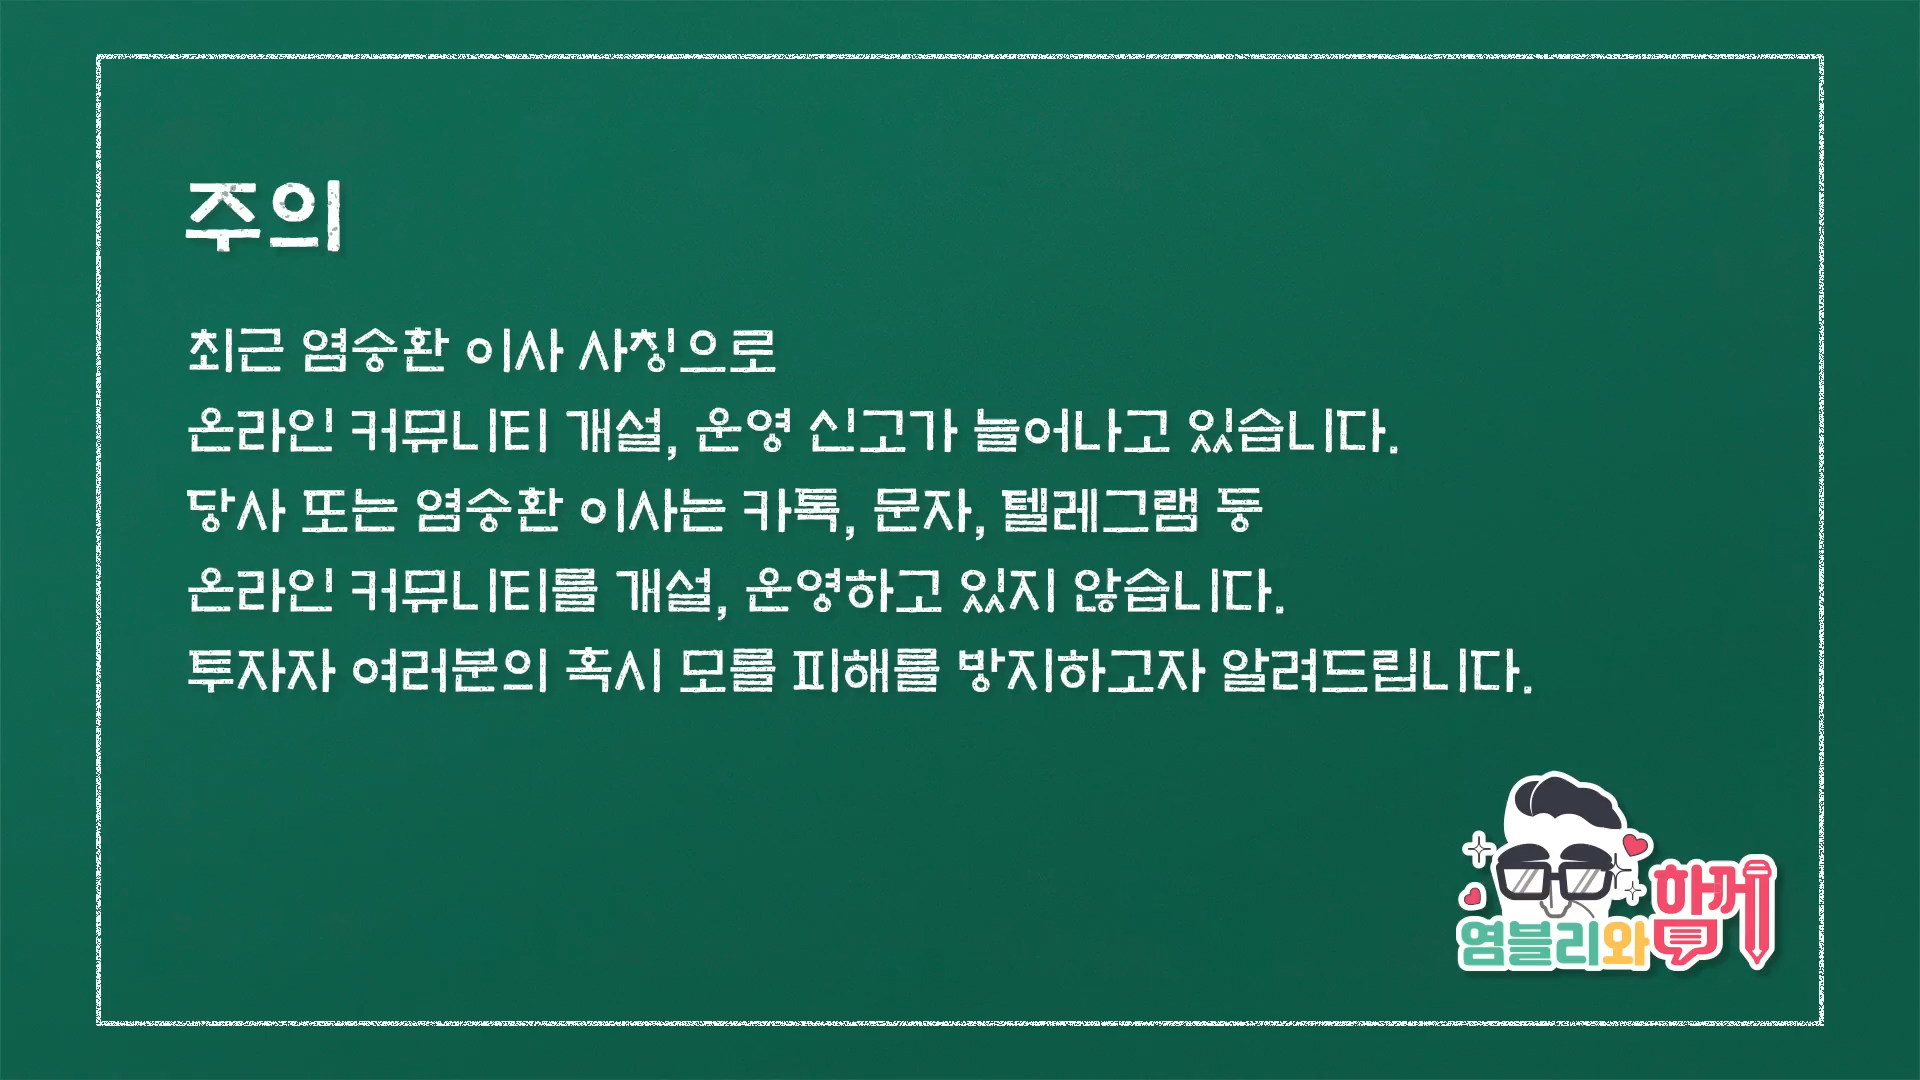 주의
최근 염승환 이사 사칭으로
온라인 커뮤니티 개설, 운영 신고가 늘어나고 있습니다.
당사 또는 염승환 이사는 카톡, 문자, 텔레그램 등
온라인 커뮤니티를 개설, 운영하고 있지 않습니다.
투자자 여러분의 혹시 모를 피해를 방지하고자 알려드립니다.
염블리와 함께